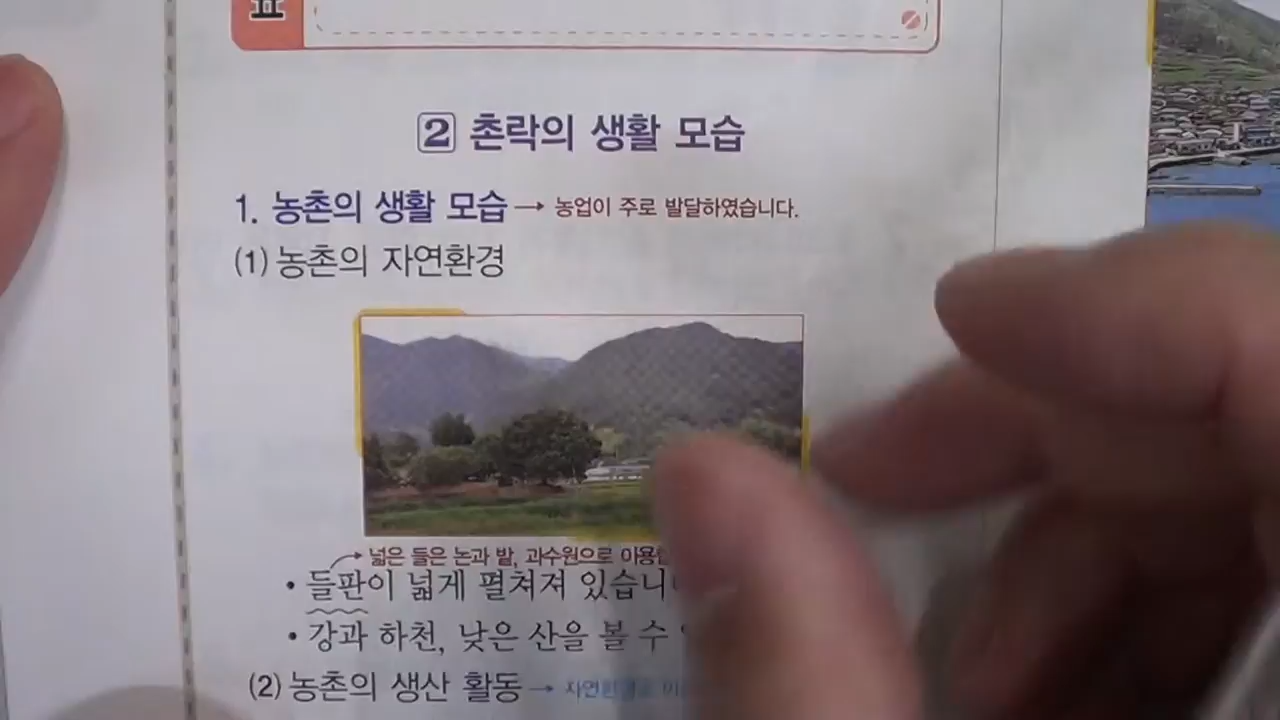 2 촌락의 생활 모습
1. 농촌의 생활 모습 → 농업이 주로 발달하였습니다.
(1) 농촌의 자연환경
넓은 들은 논과 밭, 과수원으로
• 들판이 넓게 펼쳐져
• 강과 하천, 낮은 산을 볼 수
(2) 농촌의 생산 활동 →